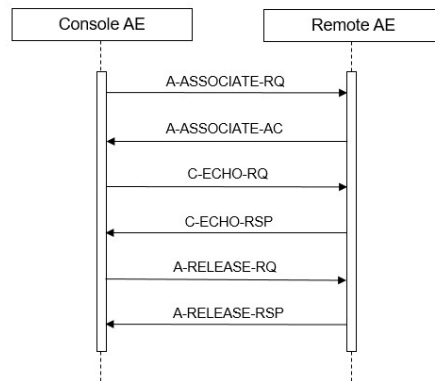 Console AE
Remote AE
A-ASSOCIATE-RQ
A-ASSOCIATE-AC
C-ECHO-RQ
C-ECHO-RSP
A-RELEASE-RQ
A-RELEASE-RSP